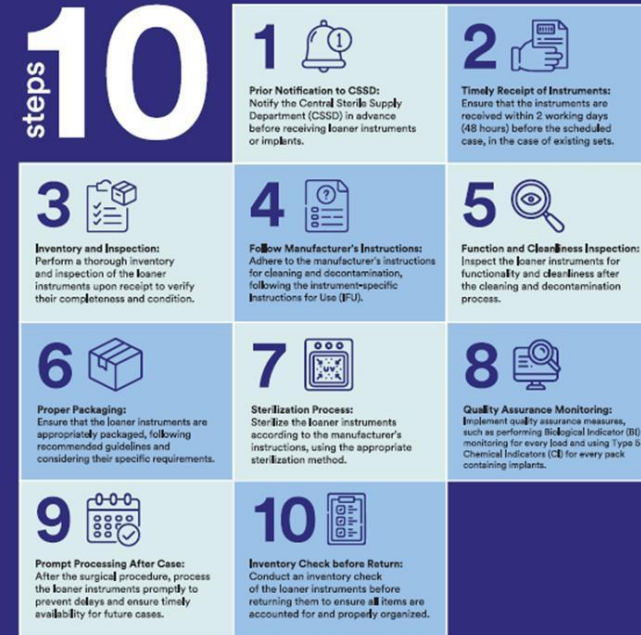 steps
10
1
1
Prior Notification to CSSD:
Notify the Central Sterile Supply
Department (CSSD) in advance
before receiving loaner instruments
or implants.
2
Timely Receipt of Instruments:
Ensure that the instruments are
received within 2 working days
(48 hours) before the scheduled
case, in the case of existing sets.
3
Inventory and Inspection:
Perform a thorough inventory
and inspection of the loaner
instruments upon receipt to verify
their completeness and condition.
4
?
Follow Manufacturer's Instructions:
Adhere to the manufacturer's instructions
for cleaning and decontamination,
following the instrument-specific
Instructions for Use (IFU).
5
Function and Cleanliness Inspection:
Inspect the loaner instruments for
functionality and cleanliness after
the cleaning and decontamination
process.
6
Proper Packaging:
Ensure that the loaner instruments are
appropriately packaged, following
recommended guidelines and
considering their specific requirements.
7
UV
Sterilization Process:
Sterilize the loaner instruments
according to the manufacturer's
instructions, using the appropriate
sterilization method.
8
Quality Assurance Monitoring:
Implement quality assurance measures,
such as performing Biological Indicator (BI)
monitoring for every load and using Type 5
Chemical Indicators (CI) for every pack
containing implants.
9
Prompt Processing After Case:
After the surgical procedure, process
the loaner instruments promptly to
prevent delays and ensure timely
availability for future cases.
10
Inventory Check before Return:
Conduct an inventory check
of the loaner instruments before
returning them to ensure all items are
accounted for and properly organized.